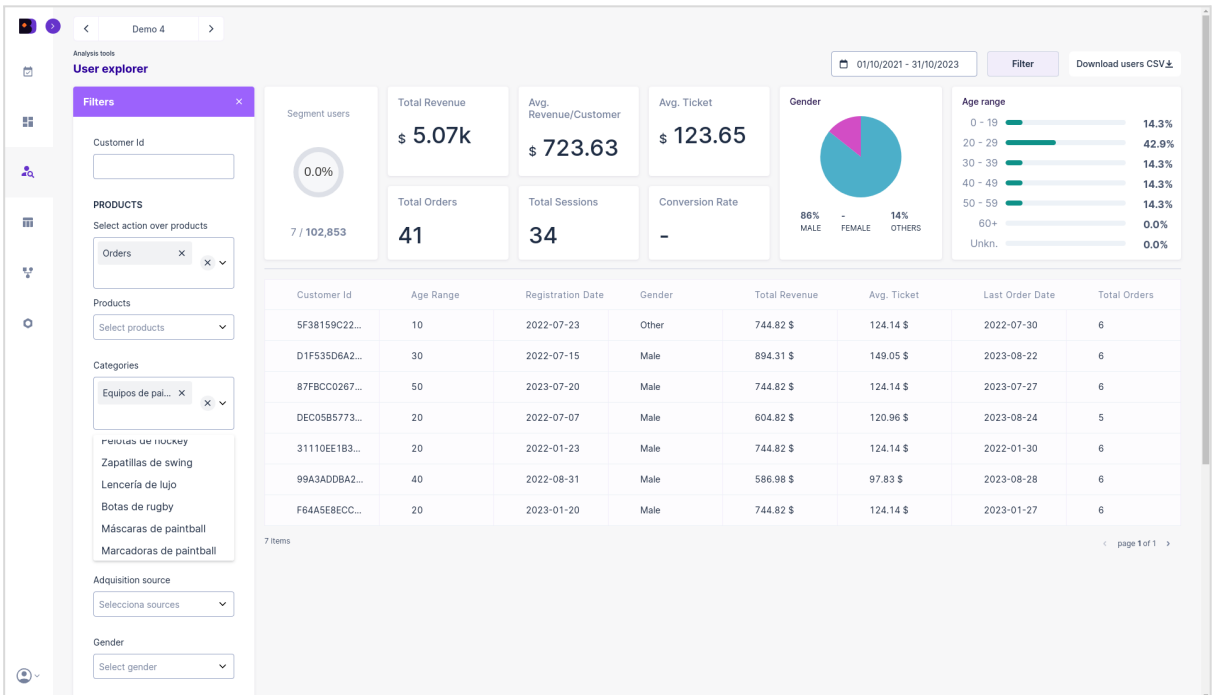 Demo 4
Analysis tools
User explorer
01/10/2021 - 31/10/2023
Filter
Download users CSV
Filters
Customer Id
PRODUCTS
Select action over products
Orders
Products
Select products
Categories
Equipos de pai...
Pelotas de hockey
Zapatillas de swing
Lencería de lujo
Botas de rugby
Máscaras de paintball
Marcadoras de paintball
Adquisition source
Selecciona sources
Gender
Select gender
Segment users
0.0%
7 / 102,853
Total Revenue
$ 5.07k
Avg.
Revenue/Customer
$ 723.63
Avg. Ticket
$ 123.65
Total Orders
41
Total Sessions
34
Conversion Rate
-
Gender
86% - 14%
MALE FEMALE OTHERS
Age range
0 - 19 14.3%
20 - 29 42.9%
30 - 39 14.3%
40 - 49 14.3%
50 - 59 14.3%
60+ 0.0%
Unkn. 0.0%
Customer Id Age Range Registration Date Gender Total Revenue Avg. Ticket Last Order Date Total Orders
5F38159C22... 10 2022-07-23 Other 744.82 $ 124.14 $ 2022-07-30 6
D1F535D6A2... 30 2022-07-15 Male 894.31 $ 149.05 $ 2023-08-22 6
87FBCC0267... 50 2023-07-20 Male 744.82 $ 124.14 $ 2023-07-27 6
DEC05B5773... 20 2022-07-07 Male 604.82 $ 120.96 $ 2023-08-24 5
31110EE1B3... 20 2022-01-23 Male 744.82 $ 124.14 $ 2022-01-30 6
99A3ADDBA2... 40 2022-08-31 Male 586.98 $ 97.83 $ 2023-08-28 6
F64A5E8ECC... 20 2023-01-20 Male 744.82 $ 124.14 $ 2023-01-27 6
7 items
page 1 of 1